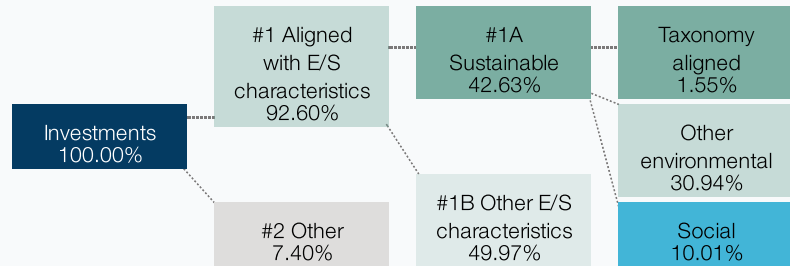 Investments
100.00%
#1 Aligned
with E/S
characteristics
92.60%
#2 Other
7.40%
#1A
Sustainable
42.63%
#1B Other E/S
characteristics
49.97%
Taxonomy
aligned
1.55%
Other
environmental
30.94%
Social
10.01%